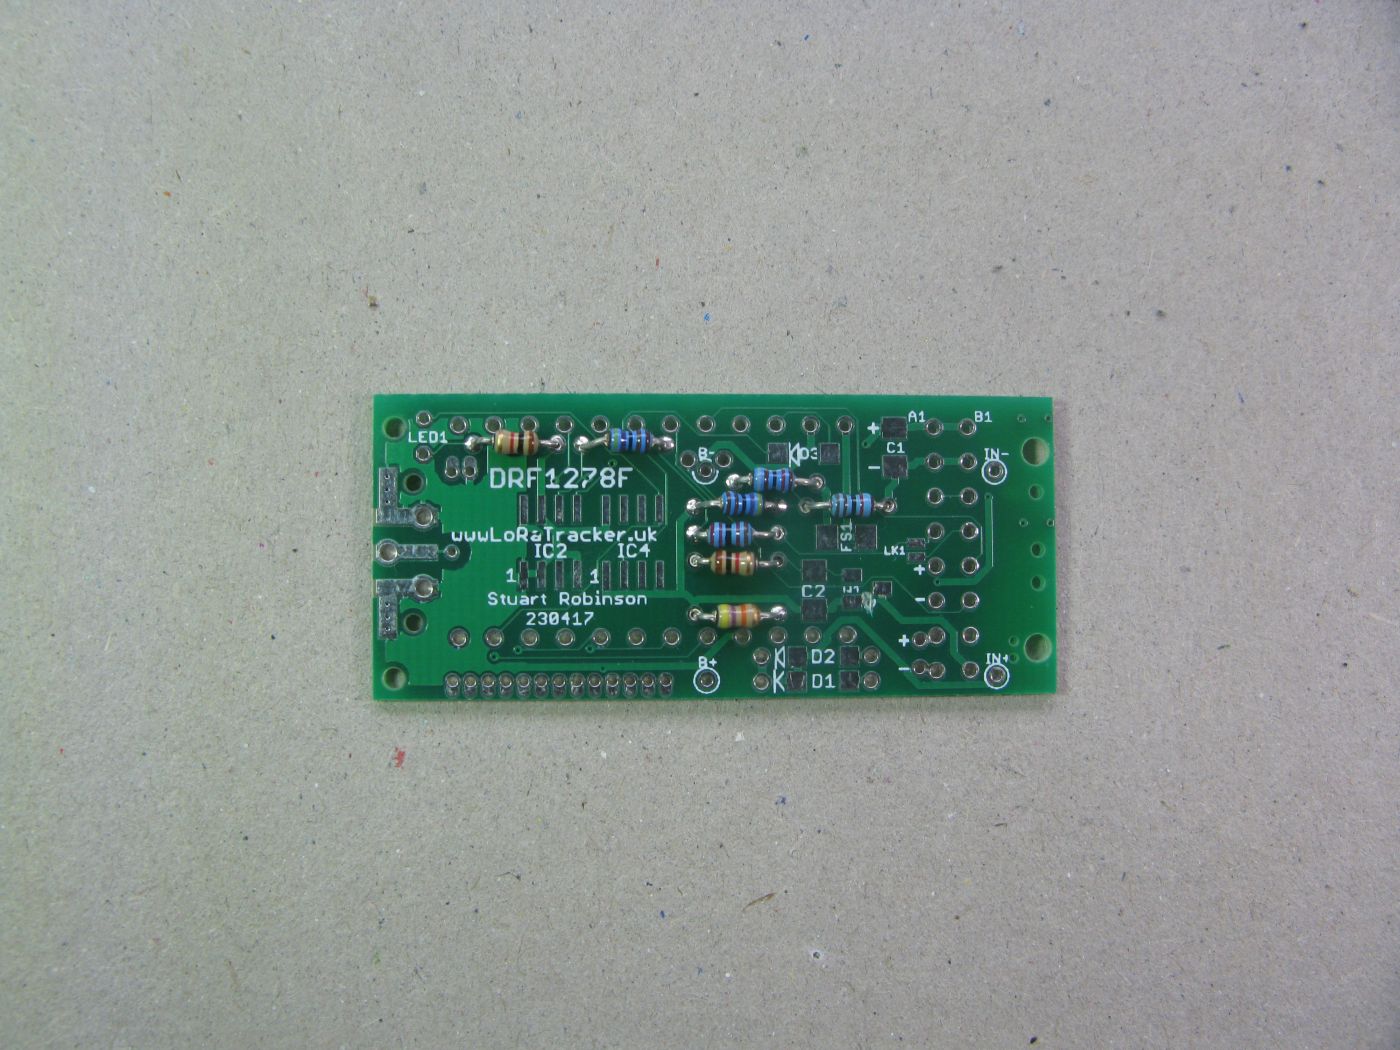 A1
B1
+
LED1
B-
D3
C1
IN-
-
DRF1278F
wwwLoRaTracker.uk
FS1
IC2
IC4
LK1
1
1
+
C2
Stuart Robinson
-
230417
+
B+
D2
IN+
-
D1